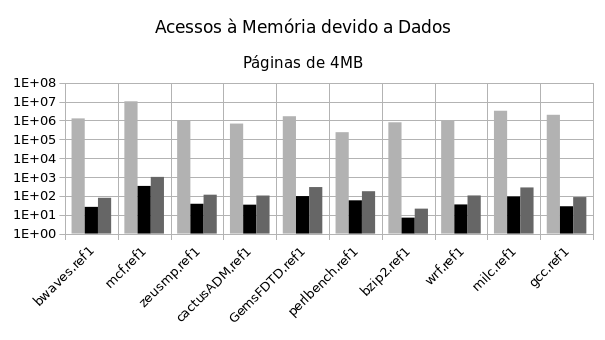 Acessos à Memória devido a Dados
Páginas de 4MB
1E+08
1E+07
1E+06
1E+05
1E+04
1E+03
1E+02
1E+01
1E+00
bwaves.ref1
mcf.ref1
zeusmp.ref1
cactusADM.ref1
GemsFDTD.ref1
perlbench.ref1
bzip2.ref1
wrf.ref1
milc.ref1
gcc.ref1